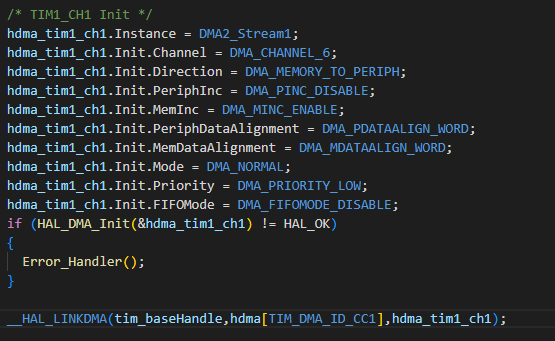 /* TIM1_CH1 Init */
hdma_tim1_ch1.Instance = DMA2_Stream1;
hdma_tim1_ch1.Init.Channel = DMA_CHANNEL_6;
hdma_tim1_ch1.Init.Direction = DMA_MEMORY_TO_PERIPH;
hdma_tim1_ch1.Init.PeriphInc = DMA_PINC_DISABLE;
hdma_tim1_ch1.Init.MemInc = DMA_MINC_ENABLE;
hdma_tim1_ch1.Init.PeriphDataAlignment = DMA_PDATAALIGN_WORD;
hdma_tim1_ch1.Init.MemDataAlignment = DMA_MDATAALIGN_WORD;
hdma_tim1_ch1.Init.Mode = DMA_NORMAL;
hdma_tim1_ch1.Init.Priority = DMA_PRIORITY_LOW;
hdma_tim1_ch1.Init.FIFOMode = DMA_FIFOMODE_DISABLE;
if (HAL_DMA_Init(&hdma_tim1_ch1) != HAL_OK)
{
  Error_Handler();
}

__HAL_LINKDMA(tim_baseHandle,hdma[TIM_DMA_ID_CC1],hdma_tim1_ch1);